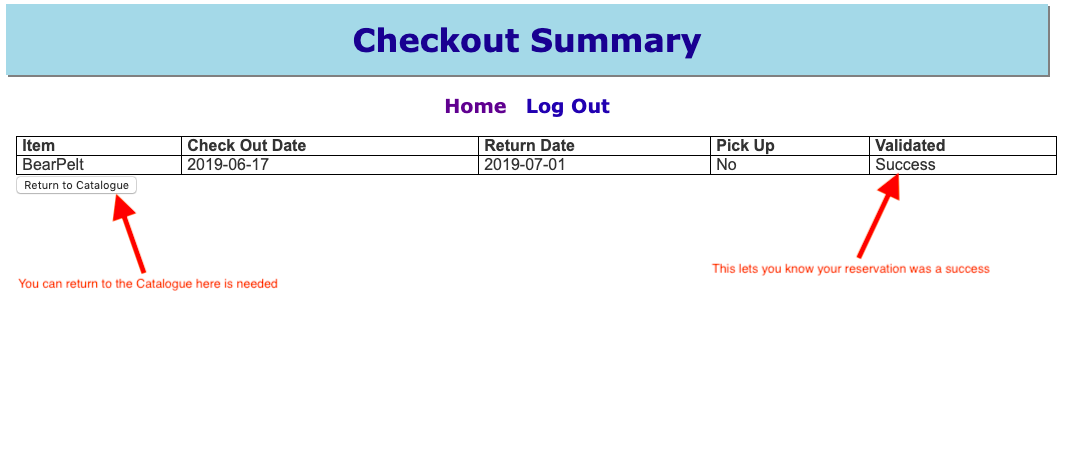 Checkout Summary
Home Log Out
Item Check Out Date Return Date Pick Up Validated
BearPelt 2019-06-17 2019-07-01 No Success
Return to Catalogue
This lets you know your reservation was a success
You can return to the Catalogue here is needed